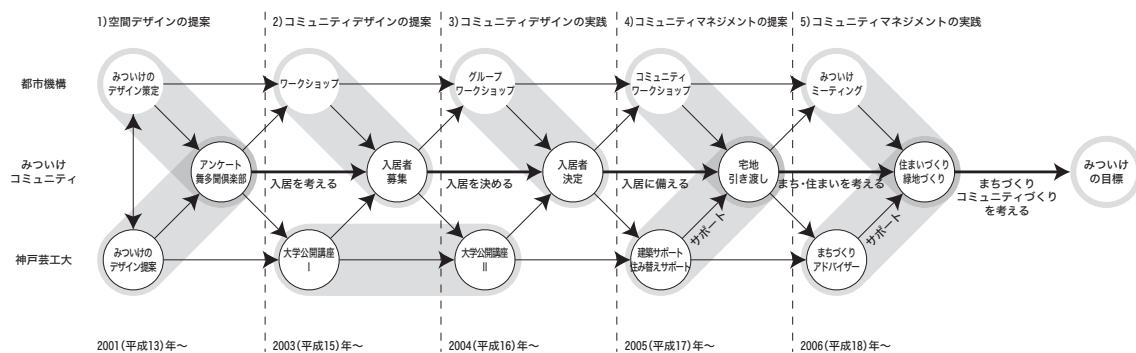 1)空間デザインの提案
2)コミュニティデザインの提案
3)コミュニティデザインの実践
4)コミュニティマネジメントの提案
5)コミュニティマネジメントの実践
都市機構
みついけの
デザイン策定
ワークショップ
グループ
ワークショップ
コミュニティ
ワークショップ
みついけ
ミーティング
みついけ
コミュニティ
アンケート
舞多聞倶楽部
入居を考える
入居者
募集
入居を決める
入居者
決定
入居に備える
宅地
引き渡し
まち・住まいを考える
住まいづくり
緑地づくり
まちづくり
コミュニティづくり
を考える
みついけ
の目標
神戸芸工大
みついけの
デザイン提案
大学公開講座
I
大学公開講座
II
建築サポート
住み替えサポート
サポート
まちづくり
アドバイザー
サポート
2001(平成13)年〜
2003(平成15)年〜
2004(平成16)年〜
2005(平成17)年〜
2006(平成18)年〜